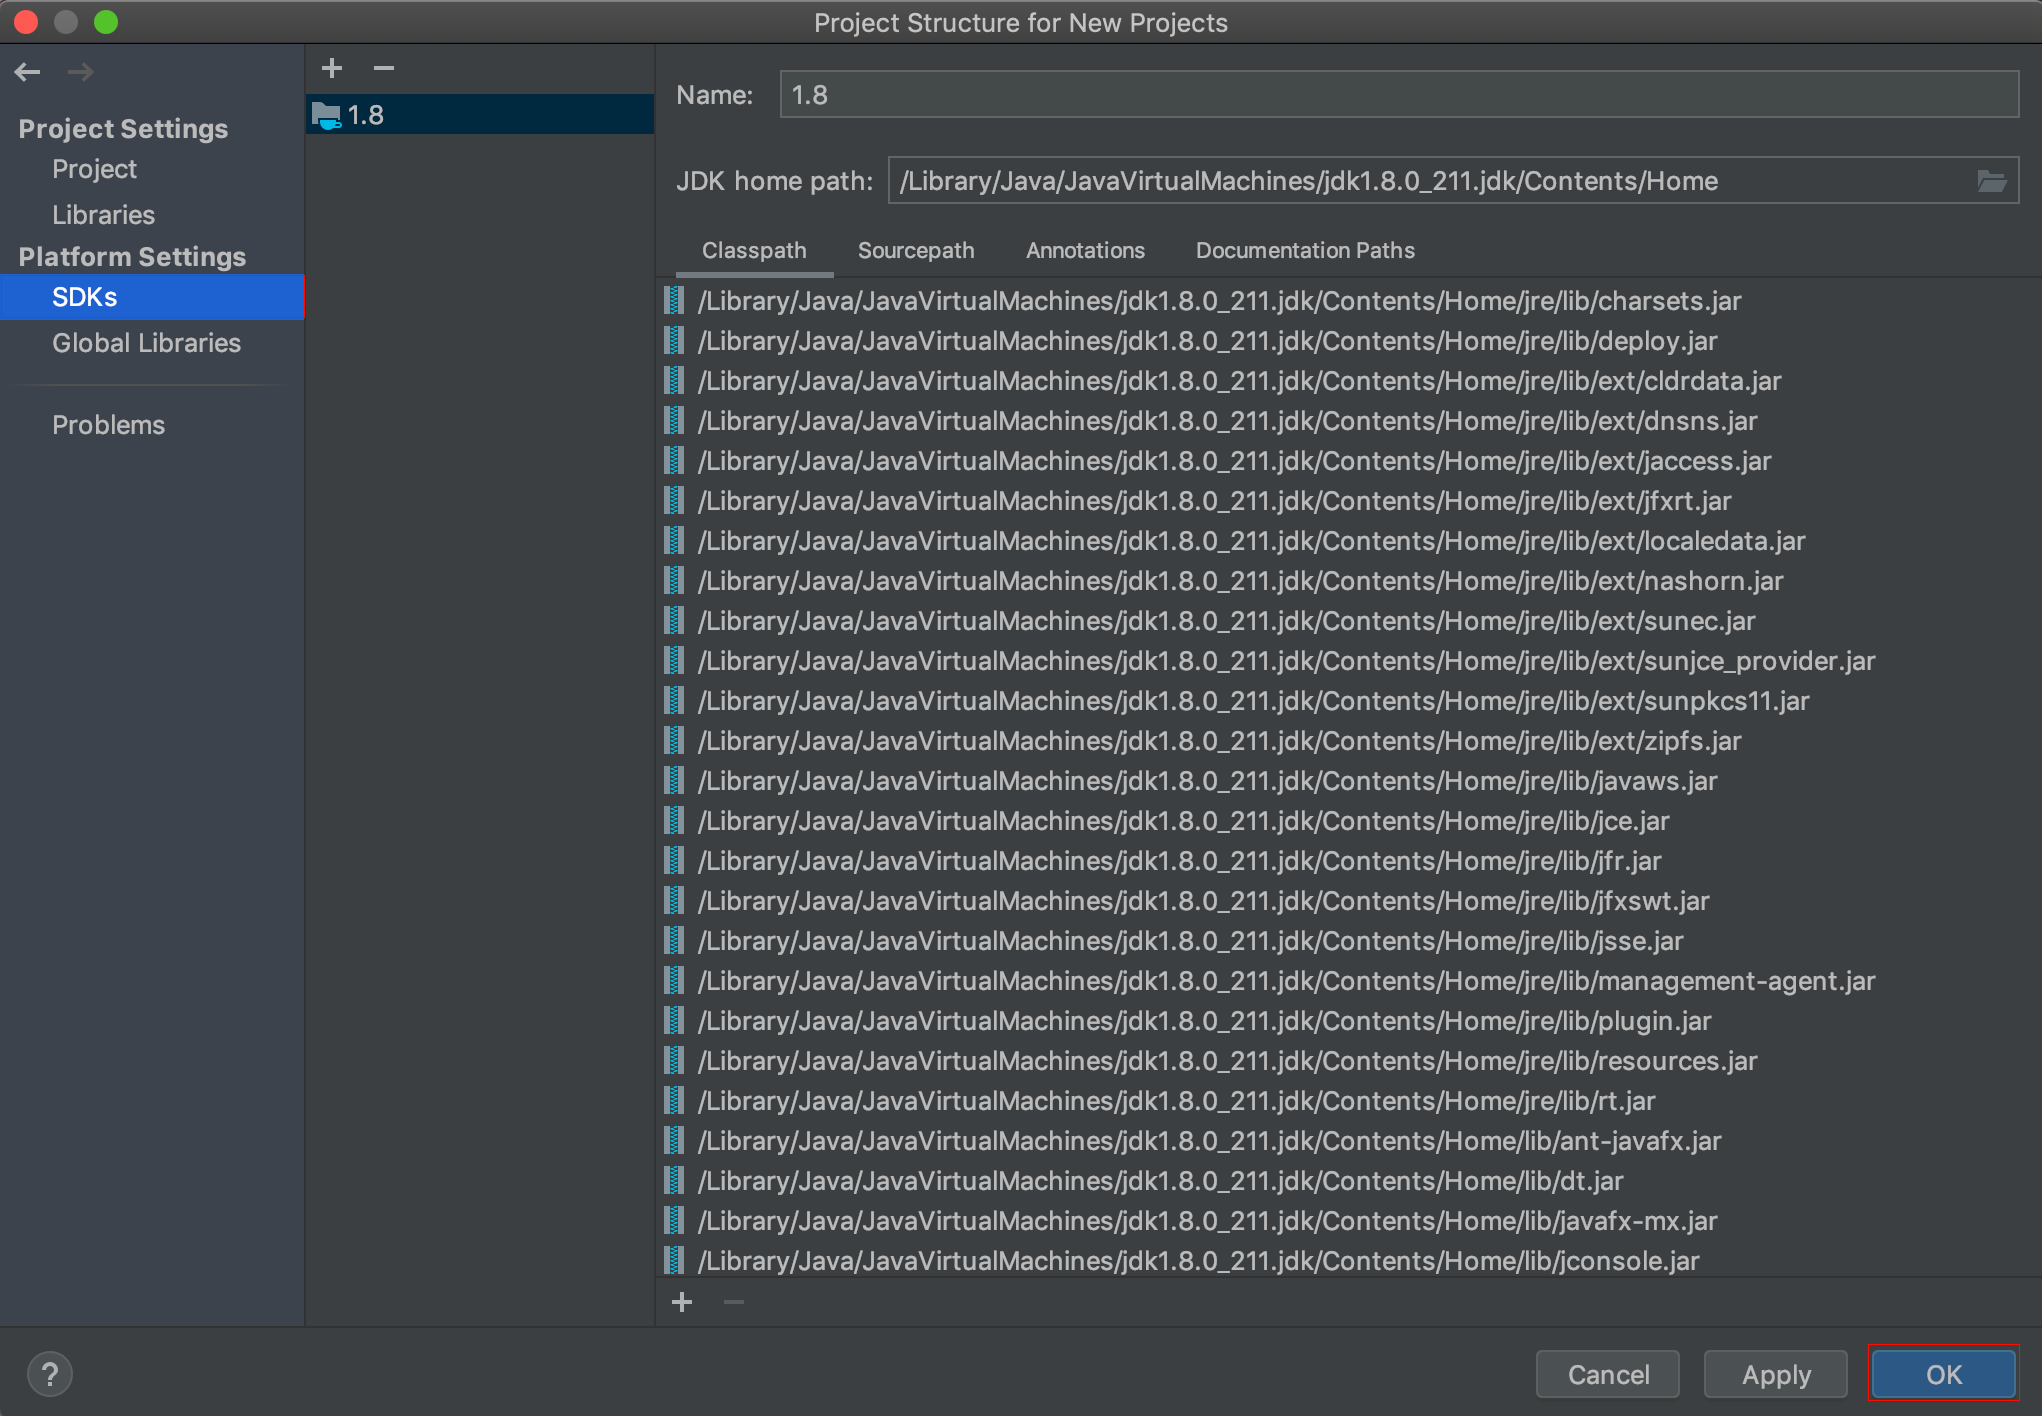 Project Structure for New Projects
Project Settings
Project
Libraries
Platform Settings
SDKs
Global Libraries
Problems
1.8
Name: 1.8
JDK home path: /Library/Java/JavaVirtualMachines/jdk1.8.0_211.jdk/Contents/Home
Classpath Sourcepath Annotations Documentation Paths
/Library/Java/JavaVirtualMachines/jdk1.8.0_211.jdk/Contents/Home/jre/lib/charsets.jar
/Library/Java/JavaVirtualMachines/jdk1.8.0_211.jdk/Contents/Home/jre/lib/deploy.jar
/Library/Java/JavaVirtualMachines/jdk1.8.0_211.jdk/Contents/Home/jre/lib/ext/cldrdata.jar
/Library/Java/JavaVirtualMachines/jdk1.8.0_211.jdk/Contents/Home/jre/lib/ext/dnsns.jar
/Library/Java/JavaVirtualMachines/jdk1.8.0_211.jdk/Contents/Home/jre/lib/ext/jaccess.jar
/Library/Java/JavaVirtualMachines/jdk1.8.0_211.jdk/Contents/Home/jre/lib/ext/jfxrt.jar
/Library/Java/JavaVirtualMachines/jdk1.8.0_211.jdk/Contents/Home/jre/lib/ext/localedata.jar
/Library/Java/JavaVirtualMachines/jdk1.8.0_211.jdk/Contents/Home/jre/lib/ext/nashorn.jar
/Library/Java/JavaVirtualMachines/jdk1.8.0_211.jdk/Contents/Home/jre/lib/ext/sunec.jar
/Library/Java/JavaVirtualMachines/jdk1.8.0_211.jdk/Contents/Home/jre/lib/ext/sunjce_provider.jar
/Library/Java/JavaVirtualMachines/jdk1.8.0_211.jdk/Contents/Home/jre/lib/ext/sunpkcs11.jar
/Library/Java/JavaVirtualMachines/jdk1.8.0_211.jdk/Contents/Home/jre/lib/ext/zipfs.jar
/Library/Java/JavaVirtualMachines/jdk1.8.0_211.jdk/Contents/Home/jre/lib/javaws.jar
/Library/Java/JavaVirtualMachines/jdk1.8.0_211.jdk/Contents/Home/jre/lib/jce.jar
/Library/Java/JavaVirtualMachines/jdk1.8.0_211.jdk/Contents/Home/jre/lib/jfr.jar
/Library/Java/JavaVirtualMachines/jdk1.8.0_211.jdk/Contents/Home/jre/lib/jfxswt.jar
/Library/Java/JavaVirtualMachines/jdk1.8.0_211.jdk/Contents/Home/jre/lib/jsse.jar
/Library/Java/JavaVirtualMachines/jdk1.8.0_211.jdk/Contents/Home/jre/lib/management-agent.jar
/Library/Java/JavaVirtualMachines/jdk1.8.0_211.jdk/Contents/Home/jre/lib/plugin.jar
/Library/Java/JavaVirtualMachines/jdk1.8.0_211.jdk/Contents/Home/jre/lib/resources.jar
/Library/Java/JavaVirtualMachines/jdk1.8.0_211.jdk/Contents/Home/jre/lib/rt.jar
/Library/Java/JavaVirtualMachines/jdk1.8.0_211.jdk/Contents/Home/lib/ant-javafx.jar
/Library/Java/JavaVirtualMachines/jdk1.8.0_211.jdk/Contents/Home/lib/dt.jar
/Library/Java/JavaVirtualMachines/jdk1.8.0_211.jdk/Contents/Home/lib/javafx-mx.jar
/Library/Java/JavaVirtualMachines/jdk1.8.0_211.jdk/Contents/Home/lib/jconsole.jar
? Cancel Apply OK